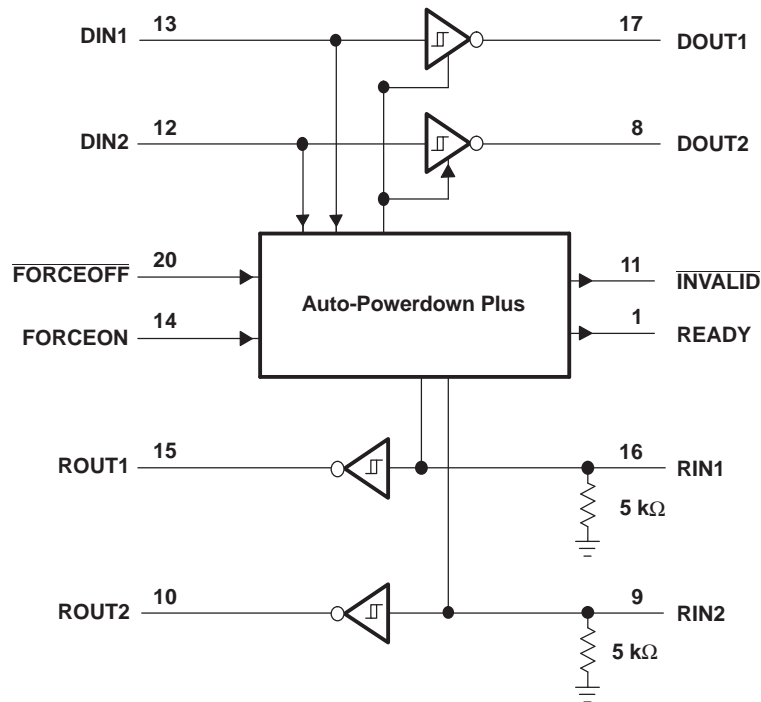 DIN1 13 17 DOUT1
DIN2 12 8 DOUT2
FORCEOFF 20 11 INVALID
Auto-Powerdown Plus
FORCEON 14 1 READY
ROUT1 15 16 RIN1
5 kΩ
ROUT2 10 9 RIN2
5 kΩ